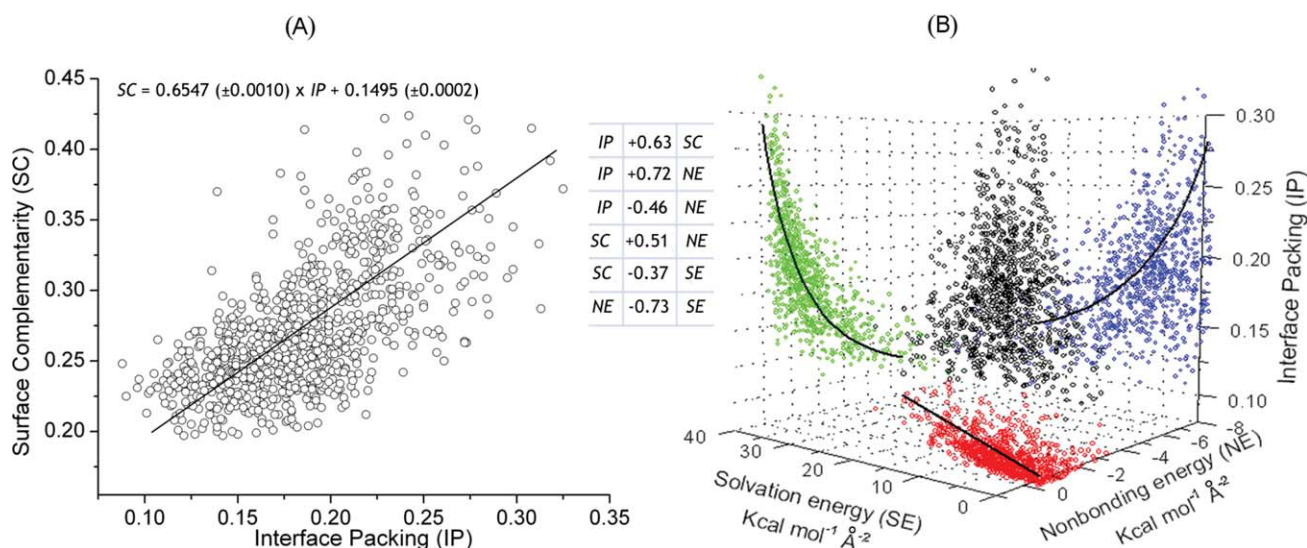 (A)
SC = 0.6547 (±0.0010) x IP + 0.1495 (±0.0002)
Surface Complementarity (SC)
0.45
0.40
0.35
0.30
0.25
0.20
0.10 0.15 0.20 0.25 0.30 0.35
Interface Packing (IP)
IP +0.63 SC
IP +0.72 NE
IP -0.46 NE
SC +0.51 NE
SC -0.37 SE
NE -0.73 SE
(B)
0.30
0.25
0.20
0.15
0.10
Interface Packing (IP)
40 30 20 10 0
Solvation energy (SE)
Kcal mol⁻¹ Å⁻²
0 -2 -4 -6 -8
Nonbonding energy (NE)
Kcal mol⁻¹ Å⁻²